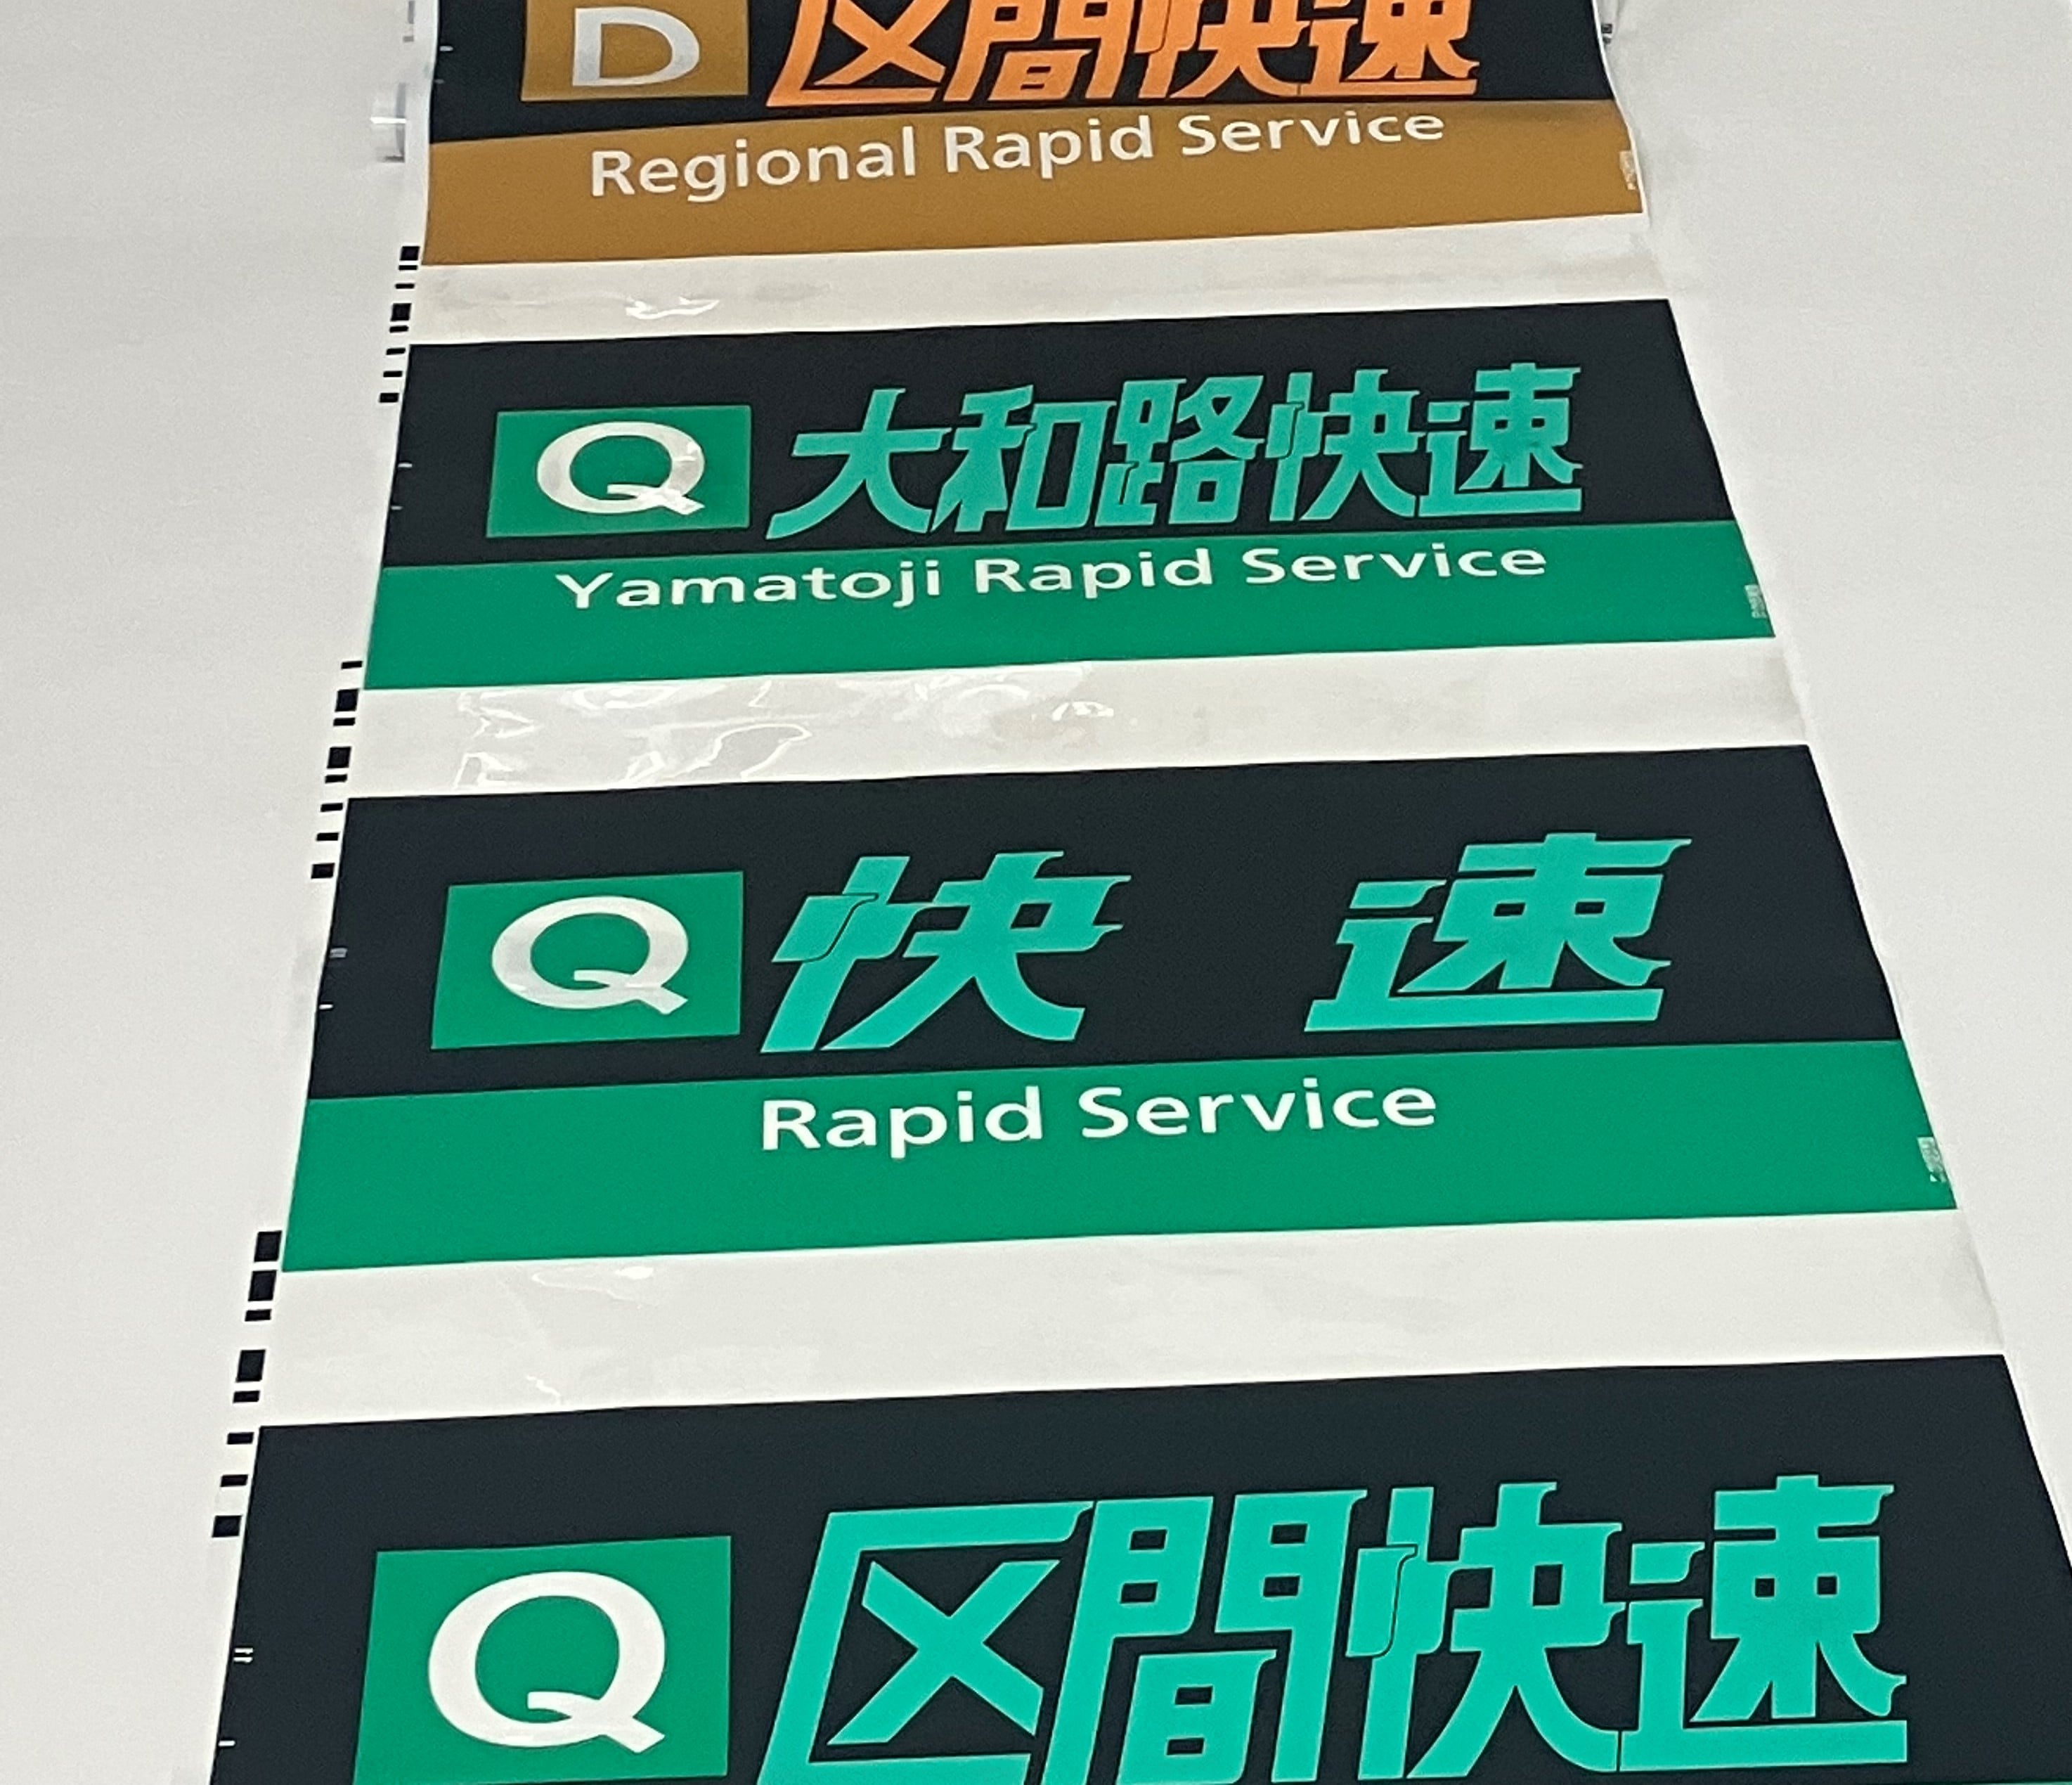 D 区間快速
Regional Rapid Service
Q 大和路快速
Yamatoji Rapid Service
Q 快 速
Rapid Service
Q 区間快速